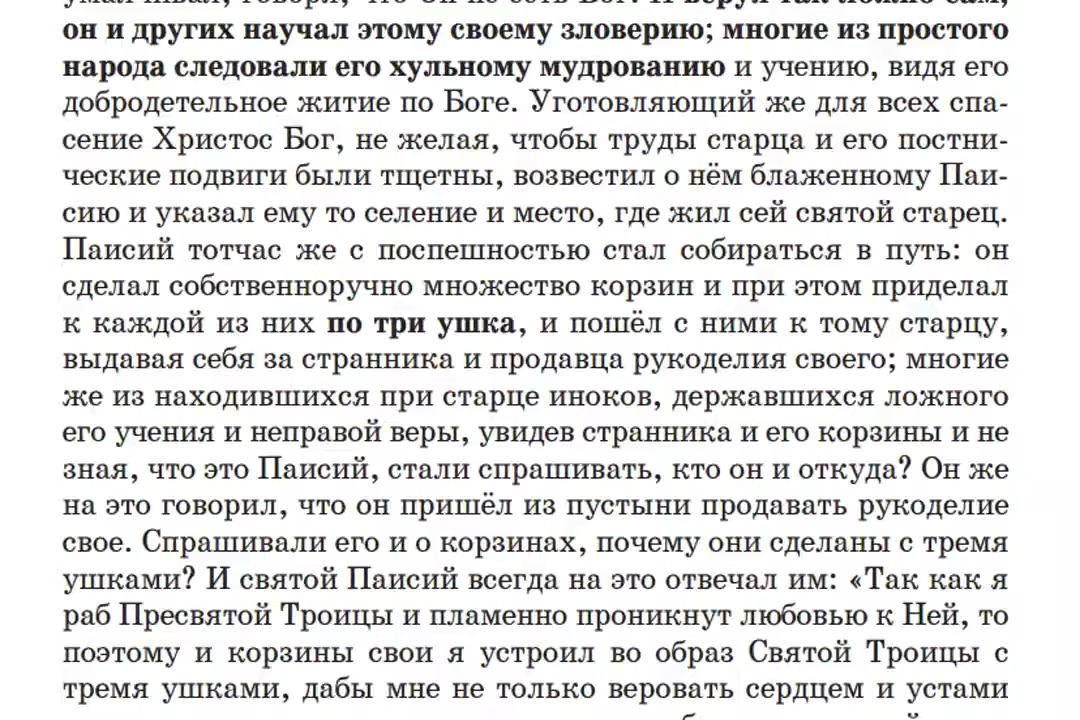 он и других научал этому своему зловерию; многие из простого
народа следовали его хульному мудрованию и учению, видя его
добродетельное житие по Боге. Уготовляющий же для всех спа-
сение Христос Бог, не желая, чтобы труды старца и его постни-
ческие подвиги были тщетны, возвестил о нём блаженному Паи-
сию и указал ему то селение и место, где жил сей святой старец.
Паисий тотчас же с поспешностью стал собираться в путь: он
сделал собственноручно множество корзин и при этом приделал
к каждой из них по три ушка, и пошёл с ними к тому старцу,
выдавая себя за странника и продавца рукоделия своего; многие
же из находившихся при старце иноков, державшихся ложного
его учения и неправой веры, увидев странника и его корзины и не
зная, что это Паисий, стали спрашивать, кто он и откуда? Он же
на это говорил, что он пришёл из пустыни продавать рукоделие
свое. Спрашивали его и о корзинах, почему они сделаны с тремя
ушками? И святой Паисий всегда на это отвечал им: «Так как я
раб Пресвятой Троицы и пламенно проникнут любовью к Ней, то
поэтому и корзины свои я устроил во образ Святой Троицы с
тремя ушками, дабы мне не только веровать сердцем и устами